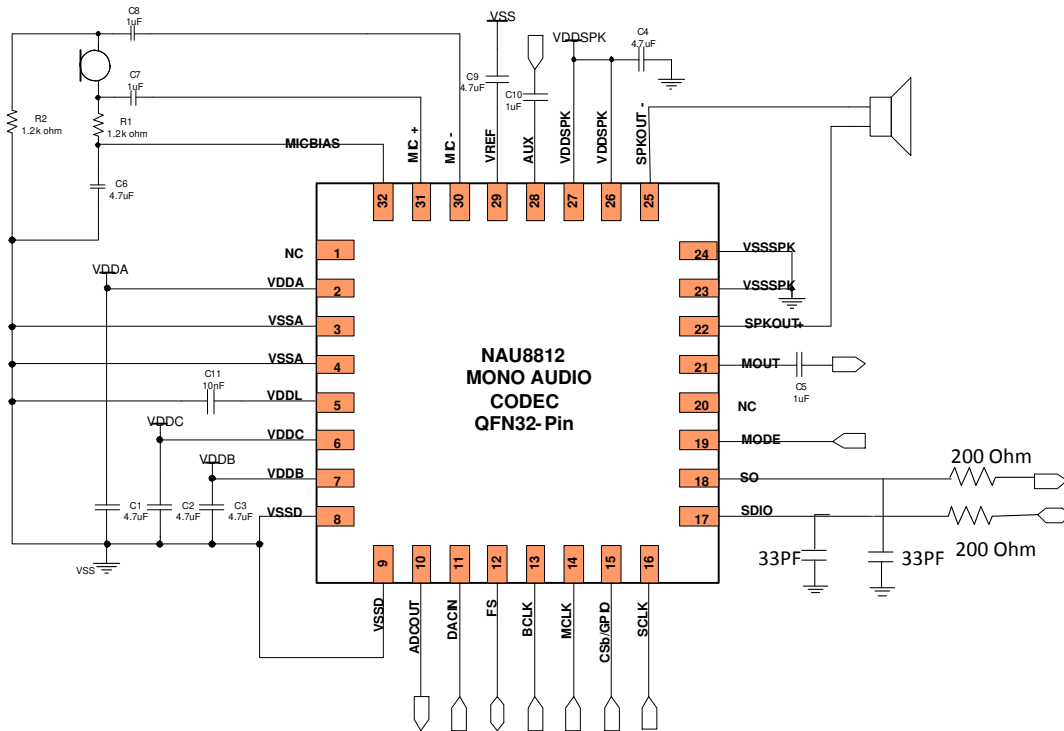 C8
1uF
VSS
VDDSPK
C4
4.7uF
C9
4.7uF
C10
1uF
C7
1uF
R2
1.2k ohm
R1
1.2k ohm
C6
4.7uF
MICBIAS
MIC +
MIC -
VREF
AUX
VDDSPK
VDDSPK
SPKOUT -
32
31
30
29
28
27
26
25
NC
1
VDDA
VDDA
2
VSSA
3
VSSA
4
C11
10nF
VDDL
5
VDDC
VDDC
6
VDDB
VDDB
7
VSSD
8
C1
4.7uF
C2
4.7uF
C3
4.7uF
VSS
NAU8812
MONO AUDIO
CODEC
QFN32-Pin
24
VSSSPK
23
VSSSPK
22
SPKOUT+
21
MOUT
C5
1uF
20
NC
19
MODE
18
SO
200 Ohm
17
SDIO
200 Ohm
33PF
33PF
9
10
11
12
13
14
15
16
VSSD
ADCOUT
DACIN
FS
BCLK
MCLK
CSb/GPIO
SCLK